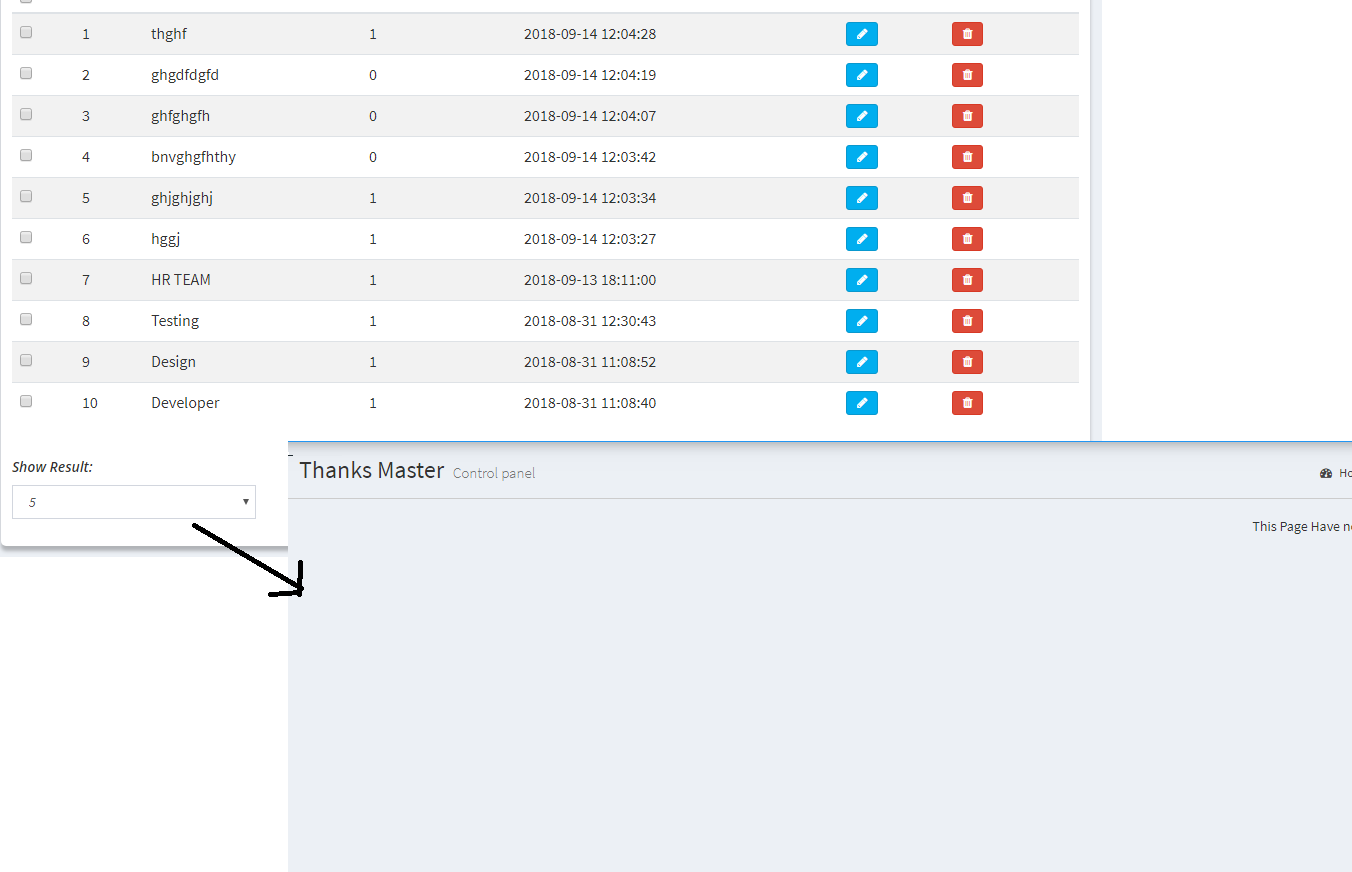 1 thghf 1 2018-09-14 12:04:28
2 ghgdfdgfd 0 2018-09-14 12:04:19
3 ghfghgfh 0 2018-09-14 12:04:07
4 bnvghgfhthy 0 2018-09-14 12:03:42
5 ghjghjghj 1 2018-09-14 12:03:34
6 hggj 1 2018-09-14 12:03:27
7 HR TEAM 1 2018-09-13 18:11:00
8 Testing 1 2018-08-31 12:30:43
9 Design 1 2018-08-31 11:08:52
10 Developer 1 2018-08-31 11:08:40
Show Result:
5
Thanks Master Control panel
This Page Have